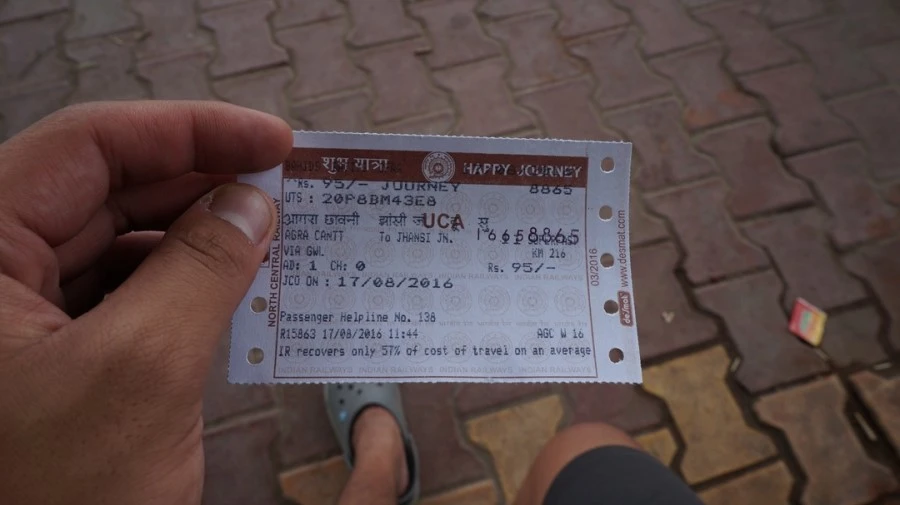 शुभ यात्रा HAPPY JOURNEY
Rs. 95/- JOURNEY 8865
UTS : 20P8BM43E8
आगरा छावनी झांसी ज UCA सु
16658865
AGRA CANTT To JHANSI JN. SUPERFAST
VIA GWL KM 216
AD: 1 CH: 0 Rs. 95/-
JCO ON : 17/08/2016
Passenger Helpline No. 138
R15863 17/08/2016 11:44 AGC W 16
IR recovers only 57% of cost of travel on an average
INDIAN RAILWAYS INDIAN RAILWAYS INDIAN RAILWAYS
NORTH CENTRAL RAILWAY
03/2016
www.desmat.com